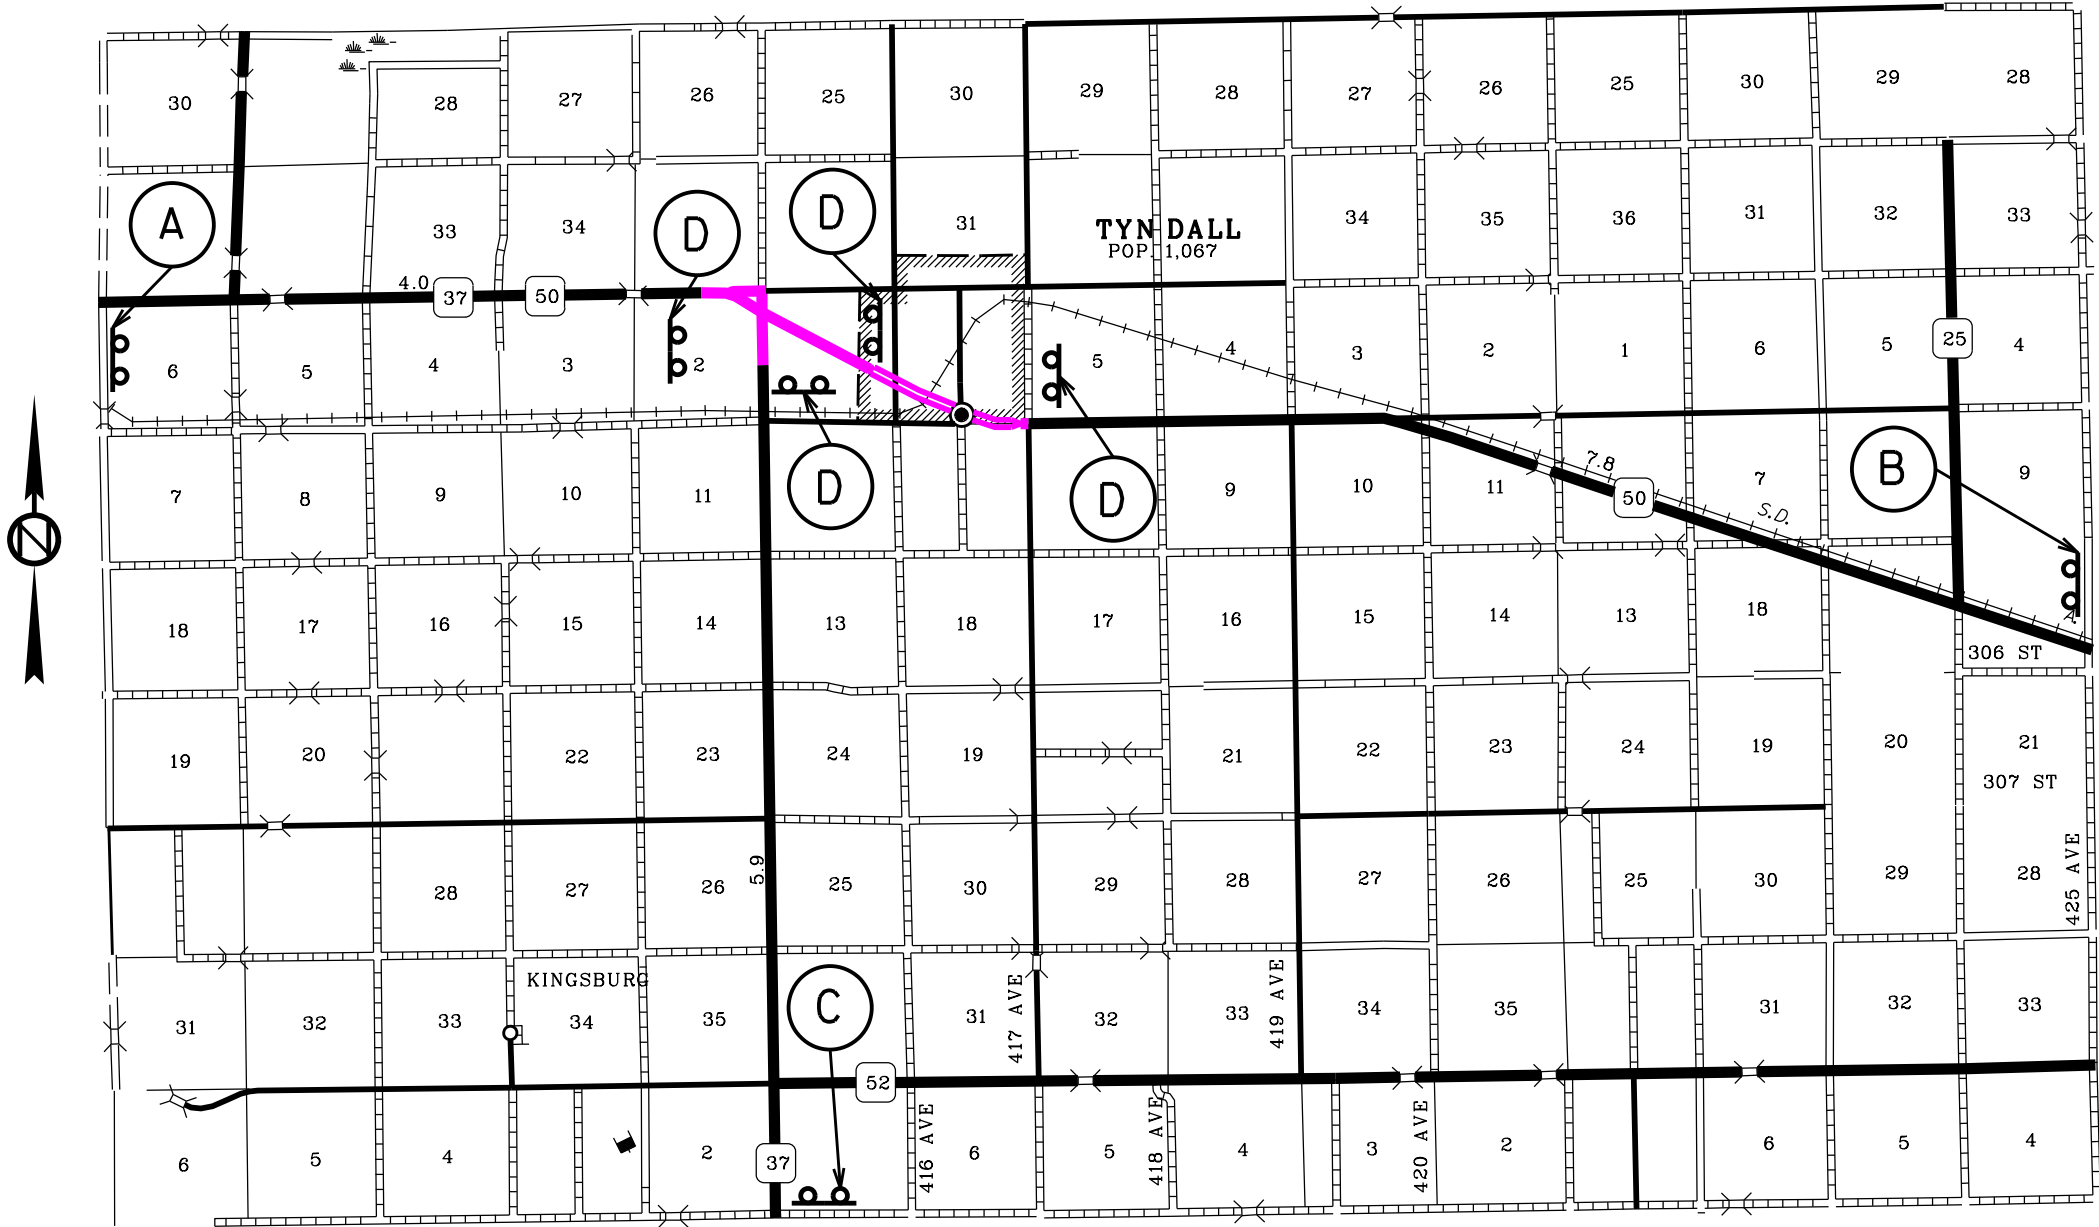 30 28 27 26 25 30 29 28 27 26 25 30 29 28
A 33 34 D D 31 TYNDALL 34 35 36 31 32 33
POP. 1,067
4.0 37 50
6 5 4 3 2 5 4 3 2 1 6 5 25 4
7 8 9 10 11 D D 9 10 11 7.8 50 7 S.D. B 9
N
18 17 16 15 14 13 18 17 16 15 14 13 18
306 ST
19 20 22 23 24 19 21 22 23 24 19 20 21
307 ST
28 27 26 5.9 25 30 29 28 27 26 25 30 29 28 425 AVE
KINGSBURG
31 32 33 34 35 C 31 417 AVE 32 33 419 AVE 34 35 31 32 33
52
6 5 4 2 37 416 AVE 6 5 418 AVE 4 3 420 AVE 2 6 5 4